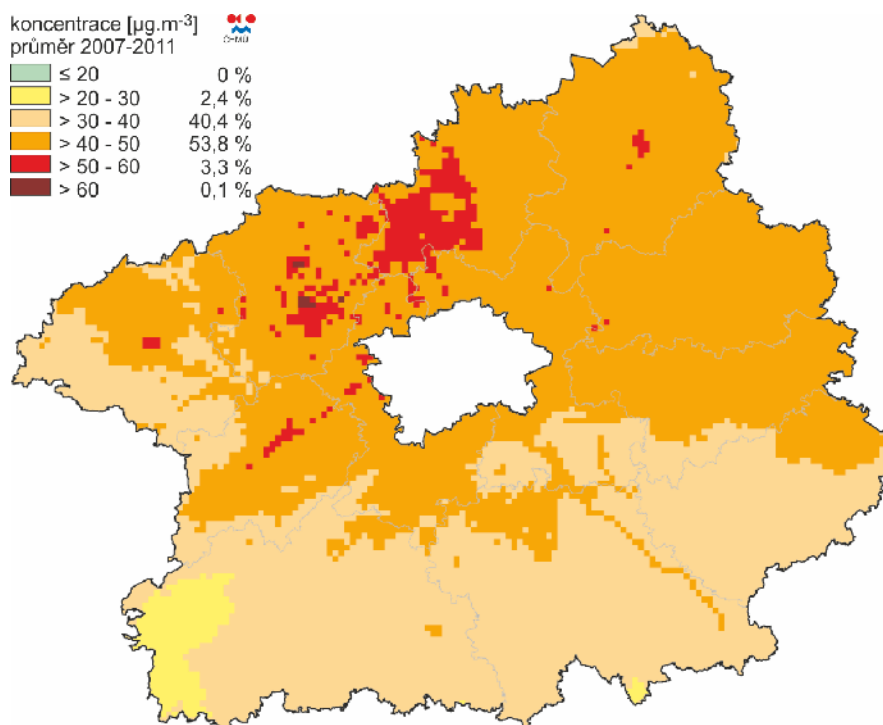 koncentrace [µg.m⁻³]
průměr 2007-2011
ČHMÚ
≤ 20 0 %
> 20 - 30 2,4 %
> 30 - 40 40,4 %
> 40 - 50 53,8 %
> 50 - 60 3,3 %
> 60 0,1 %